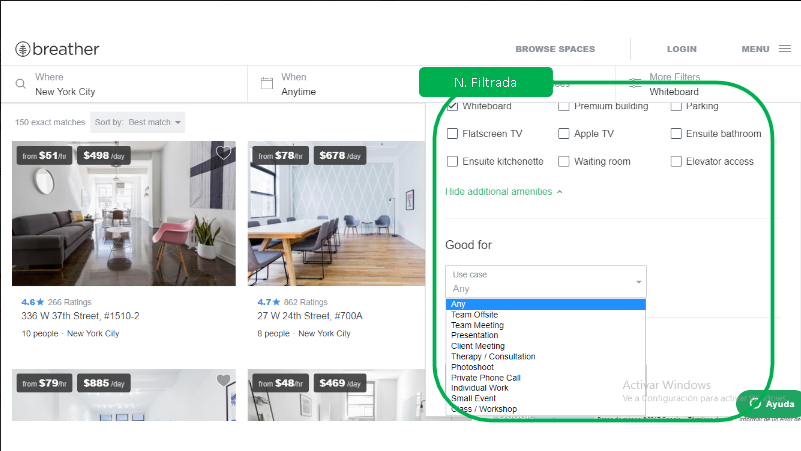 breather
BROWSE SPACES
LOGIN
MENU
Where
New York City
When
Anytime
N. Filtrada
More Filters
Whiteboard
150 exact matches
Sort by: Best match
Whiteboard
Premium building
Parking
Flatscreen TV
Apple TV
Ensuite bathroom
Ensuite kitchenette
Waiting room
Elevator access
Hide additional amenities
from $51/hr
$498 /day
from $78/hr
$678 /day
Good for
Use case
Any
Any
Team Offsite
Team Meeting
Presentation
Client Meeting
Therapy / Consultation
Photoshoot
Private Phone Call
Individual Work
Small Event
Class / Workshop
4.6★ 266 Ratings
336 W 37th Street, #1510-2
10 people · New York City
4.7★ 862 Ratings
27 W 24th Street, #700A
8 people · New York City
from $79/hr
$885 /day
from $48/hr
$469 /day
Activar Windows
Ve a Configuración para activar Windows.
Ayuda